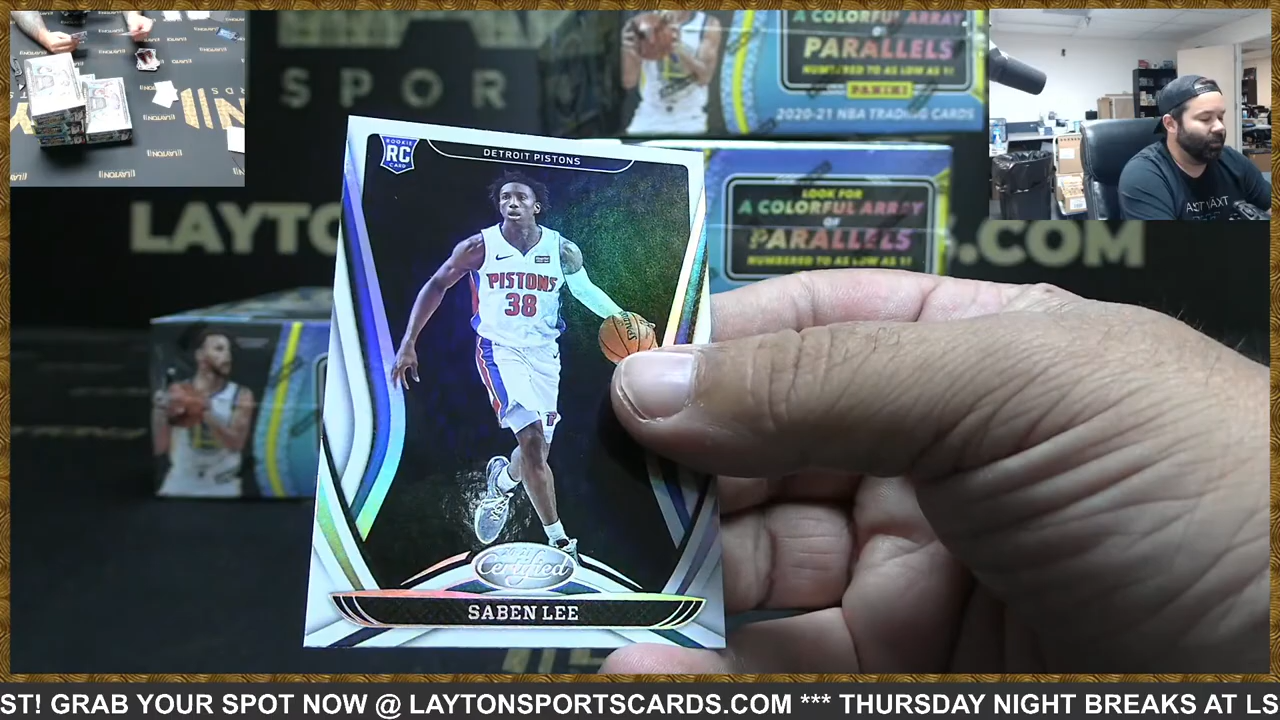 A COLORFUL ARRAY
OF
PARALLELS
NUMBERED TO AS LOW AS 1!
PANINI
2020-21 NBA TRADING CARDS
SPOR
LOOK FOR
A COLORFUL ARRAY
OF
PARALLELS
NUMBERED TO AS LOW AS 1!
LAYTO
S.COM
ROOKIE
RC
CARD
DETROIT PISTONS
PISTONS
38
SPALDING
Certified
SABEN LEE
ST! GRAB YOUR SPOT NOW @ LAYTONSPORTSCARDS.COM *** THURSDAY NIGHT BREAKS AT LS